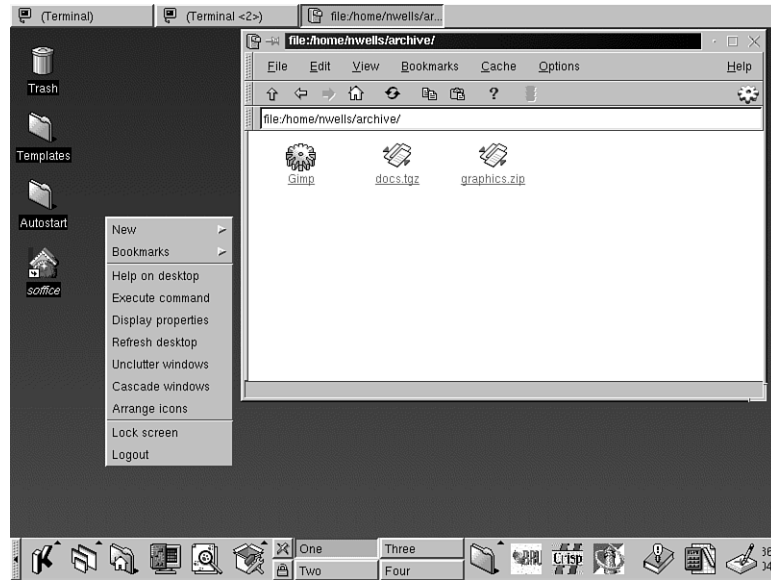 (Terminal)
(Terminal <2>)
file:/home/nwells/ar...
file:/home/nwells/archive/
File Edit View Bookmarks Cache Options Help
?
file:/home/nwells/archive/
Gimp docs.tgz graphics.zip
Trash
Templates
Autostart
soffice
New
Bookmarks
Help on desktop
Execute command
Display properties
Refresh desktop
Unclutter windows
Cascade windows
Arrange icons
Lock screen
Logout
One Three
Two Four
Crisp